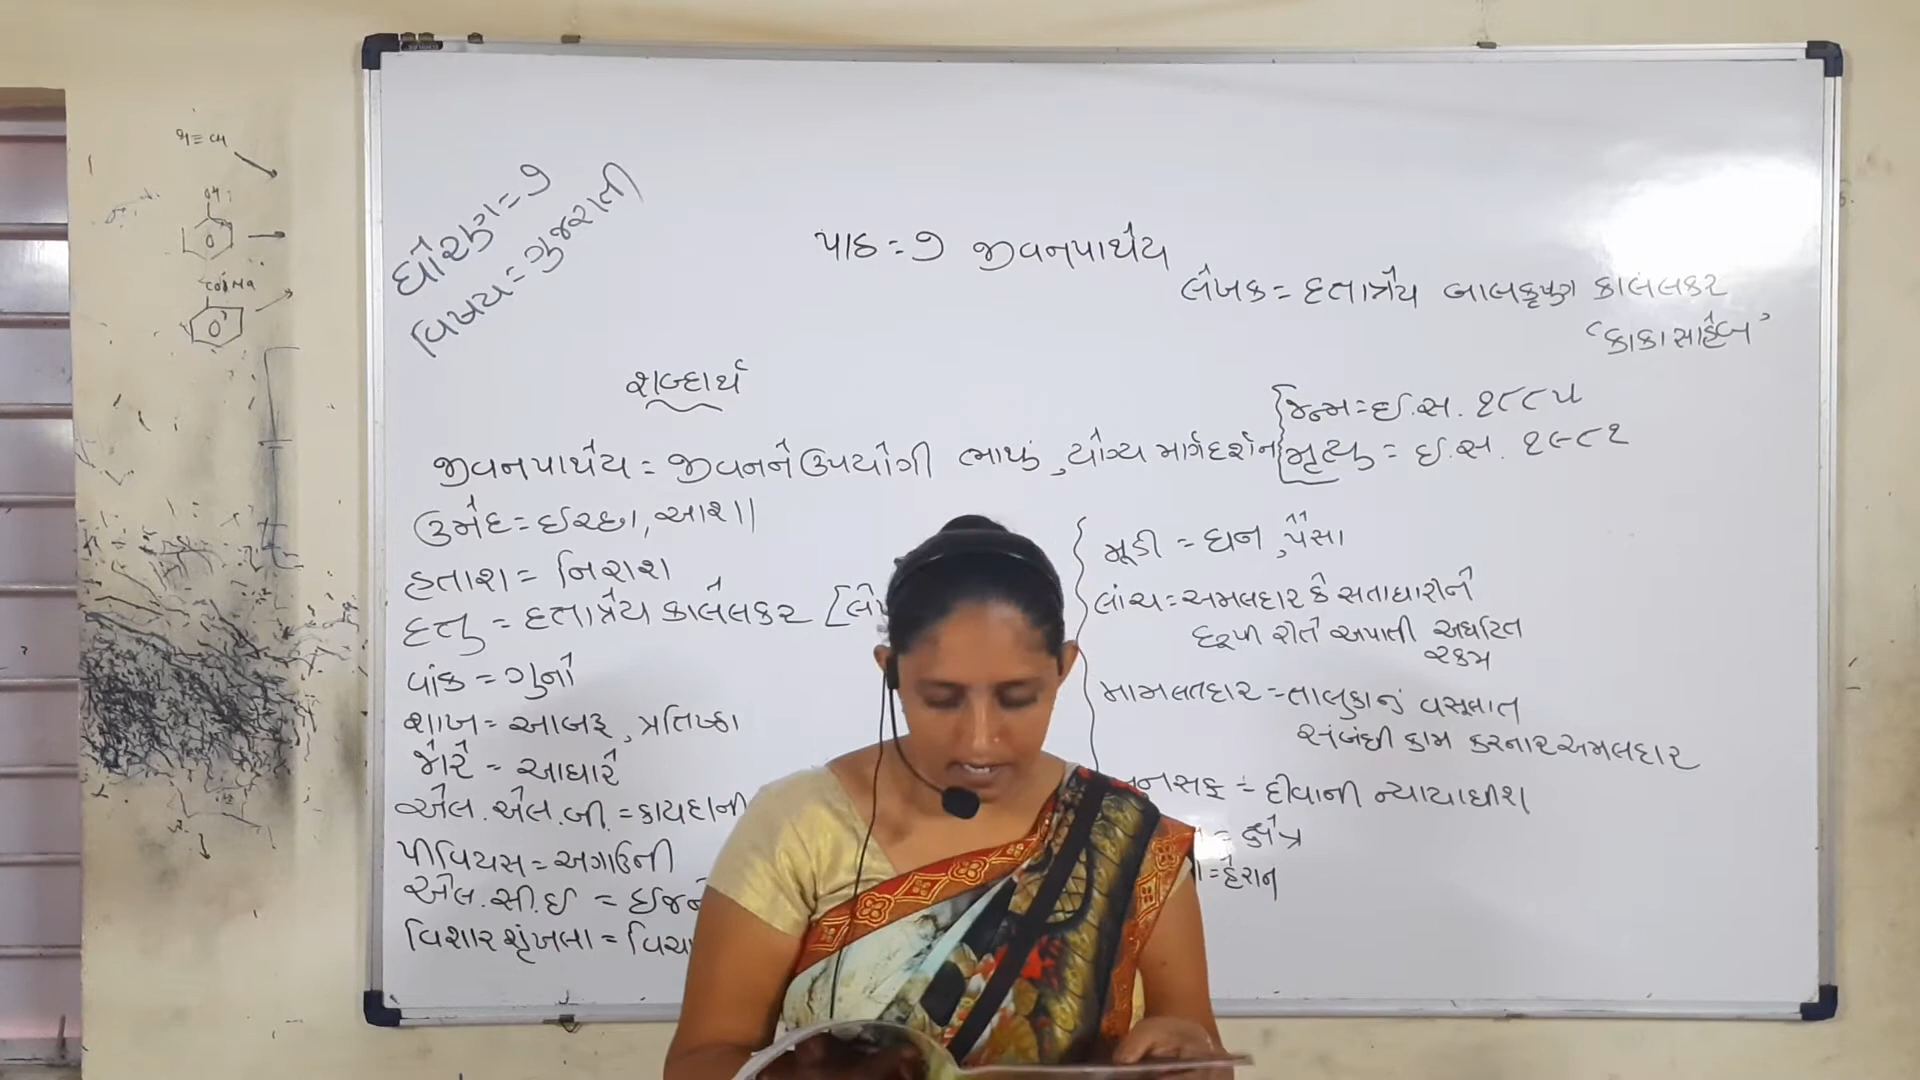 ધોરણ = ૭
વિષય = ગુજરાતી
પાઠ = ૭ જીવનપાથેય
લેખક = દત્તાત્રેય બાલકૃષ્ણ કાલેલકર
'કાકાસાહેબ'
શબ્દાર્થ
{જન્મ = ઈ.સ. ૧૮૮૫
{મૃત્યુ = ઈ.સ. ૧૯૮૧
જીવનપાથેય = જીવનને ઉપયોગી ભાથું, યોગ્ય માર્ગદર્શન
ઉમેદ = ઈચ્છા, આશા
હતાશ = નિરાશ
દત્તુ = દત્તાત્રેય કાલેલકર
વાંક = ગુનો
શાખ = આબરૂ, પ્રતિષ્ઠા
જોરે = આધારે
એલ.એલ.બી. = કાયદાની
પીવિયસ = અગાઉની
એલ.સી.ઈ =
વિશારશૃંખલા =
મૂડી = ધન, પૈસા
લાંચ = અમલદાર કે સતાધારીને
છૂપી રીતે અપાતી અઘટિત
રકમ
મામલતદાર = તાલુકાનું વસૂલાત
સંબંધી કામ કરનાર અમલદાર
= દીવાની ન્યાયાધીશ
= ક્ષેત્ર
= હેરાન